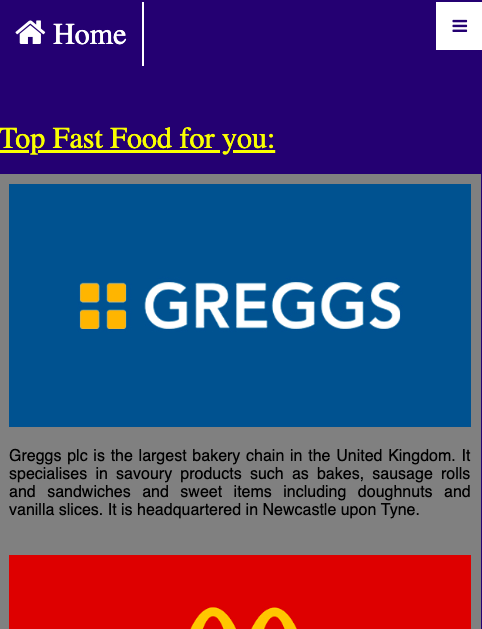 Home
Top Fast Food for you:
GREGGS
Greggs plc is the largest bakery chain in the United Kingdom. It
specialises in savoury products such as bakes, sausage rolls
and sandwiches and sweet items including doughnuts and
vanilla slices. It is headquartered in Newcastle upon Tyne.